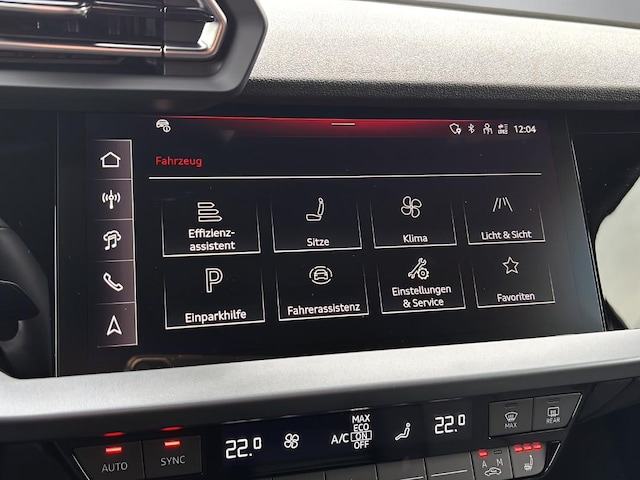 12:04
Fahrzeug
Effizienz-
assistent
Sitze
Klima
Licht & Sicht
P
Einparkhilfe
Fahrerassistenz
Einstellungen
& Service
Favoriten
MAX
ECO
A/C ON
OFF
22.0
22.0
MAX
REAR
AUTO
SYNC
A M